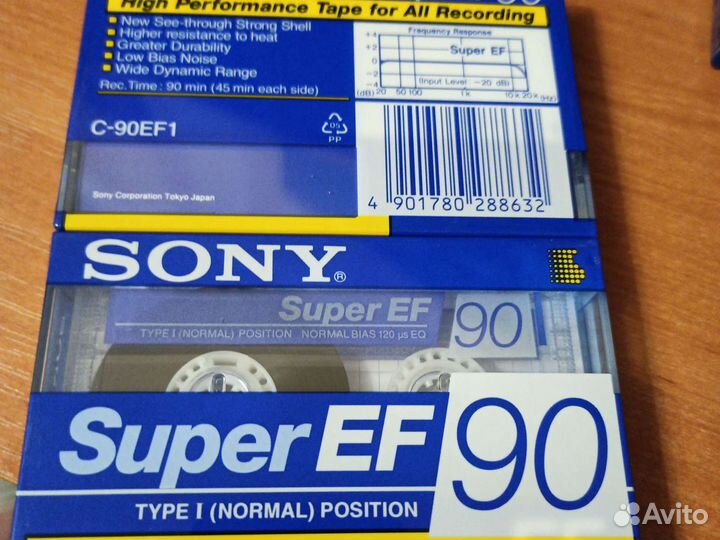 High Performance Tape for All Recording
New See-through Strong Shell
Higher resistance to heat
Greater Durability
Low Bias Noise
Wide Dynamic Range
Rec.Time : 90 min (45 min each side)
Frequency Response
+4
+2
0
-2
-4
Super EF
(Input Level : -20 dB)
(dB) 20 50 100 1k 10k 20k (Hz)
C-90EF1
05
PP
Sony Corporation Tokyo Japan
4 901780 288632
SONY®
Super EF 90
TYPE I (NORMAL) POSITION NORMAL BIAS 120 µs EQ
Super EF 90
TYPE I (NORMAL) POSITION
Avito